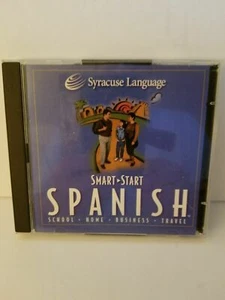 Syracuse Language
SMART▸START
SPANISH
SCHOOL • HOME • BUSINESS • TRAVEL